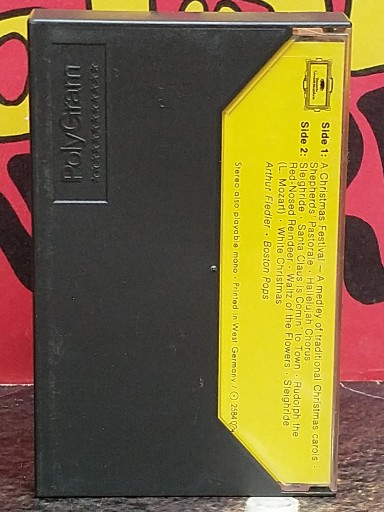 PolyGram
Side 1: A Christmas Festival – A medley of traditional Christmas carols ·
Shepherds' Pastorale · Hallelujah Chorus
Side 2: Sleighride · Santa Claus is Comin' to Town · Rudolph the
Red-Nosed Reindeer · Waltz of the Flowers · Sleighride
(L. Mozart) · White Christmas
Arthur Fiedler · Boston Pops
Stereo also playable mono · Printed in West Germany /